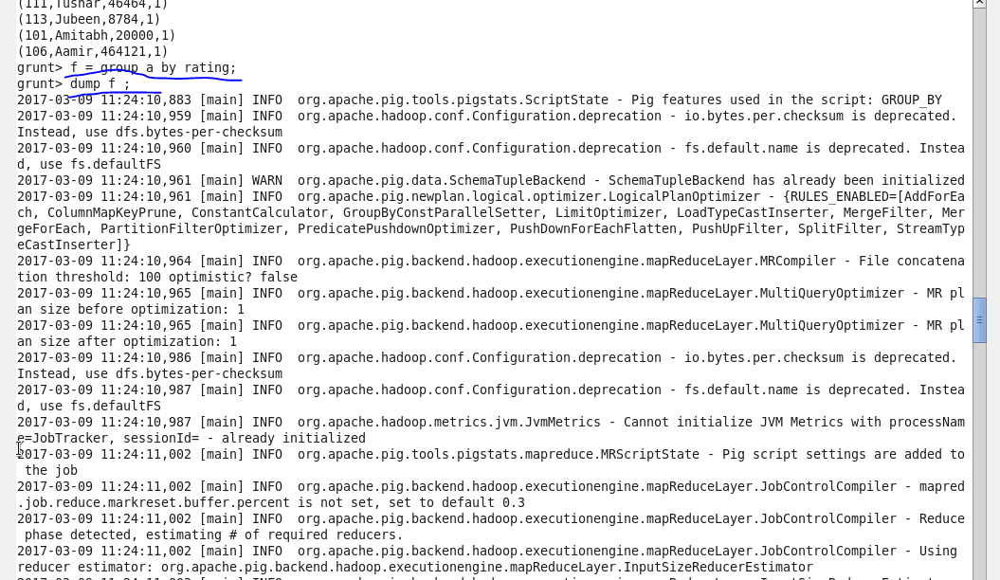 (111,Tushar,46464,1)
(113,Jubeen,8784,1)
(101,Amitabh,20000,1)
(106,Aamir,464121,1)
grunt> f = group a by rating;
grunt> dump f ;
2017-03-09 11:24:10,883 [main] INFO  org.apache.pig.tools.pigstats.ScriptState - Pig features used in the script: GROUP_BY
2017-03-09 11:24:10,959 [main] INFO  org.apache.hadoop.conf.Configuration.deprecation - io.bytes.per.checksum is deprecated.
Instead, use dfs.bytes-per-checksum
2017-03-09 11:24:10,960 [main] INFO  org.apache.hadoop.conf.Configuration.deprecation - fs.default.name is deprecated. Instea
d, use fs.defaultFS
2017-03-09 11:24:10,961 [main] WARN  org.apache.pig.data.SchemaTupleBackend - SchemaTupleBackend has already been initialized
2017-03-09 11:24:10,961 [main] INFO  org.apache.pig.newplan.logical.optimizer.LogicalPlanOptimizer - {RULES_ENABLED=[AddForEa
ch, ColumnMapKeyPrune, ConstantCalculator, GroupByConstParallelSetter, LimitOptimizer, LoadTypeCastInserter, MergeFilter, Mer
geForEach, PartitionFilterOptimizer, PredicatePushdownOptimizer, PushDownForEachFlatten, PushUpFilter, SplitFilter, StreamTyp
eCastInserter]}
2017-03-09 11:24:10,964 [main] INFO  org.apache.pig.backend.hadoop.executionengine.mapReduceLayer.MRCompiler - File concatena
tion threshold: 100 optimistic? false
2017-03-09 11:24:10,965 [main] INFO  org.apache.pig.backend.hadoop.executionengine.mapReduceLayer.MultiQueryOptimizer - MR pl
an size before optimization: 1
2017-03-09 11:24:10,965 [main] INFO  org.apache.pig.backend.hadoop.executionengine.mapReduceLayer.MultiQueryOptimizer - MR pl
an size after optimization: 1
2017-03-09 11:24:10,986 [main] INFO  org.apache.hadoop.conf.Configuration.deprecation - io.bytes.per.checksum is deprecated.
Instead, use dfs.bytes-per-checksum
2017-03-09 11:24:10,987 [main] INFO  org.apache.hadoop.conf.Configuration.deprecation - fs.default.name is deprecated. Instea
d, use fs.defaultFS
2017-03-09 11:24:10,987 [main] INFO  org.apache.hadoop.metrics.jvm.JvmMetrics - Cannot initialize JVM Metrics with processNam
e=JobTracker, sessionId= - already initialized
2017-03-09 11:24:11,002 [main] INFO  org.apache.pig.tools.pigstats.mapreduce.MRScriptState - Pig script settings are added to
 the job
2017-03-09 11:24:11,002 [main] INFO  org.apache.pig.backend.hadoop.executionengine.mapReduceLayer.JobControlCompiler - mapred
.job.reduce.markreset.buffer.percent is not set, set to default 0.3
2017-03-09 11:24:11,002 [main] INFO  org.apache.pig.backend.hadoop.executionengine.mapReduceLayer.JobControlCompiler - Reduce
 phase detected, estimating # of required reducers.
2017-03-09 11:24:11,002 [main] INFO  org.apache.pig.backend.hadoop.executionengine.mapReduceLayer.JobControlCompiler - Using
reducer estimator: org.apache.pig.backend.hadoop.executionengine.mapReduceLayer.InputSizeReducerEstimator